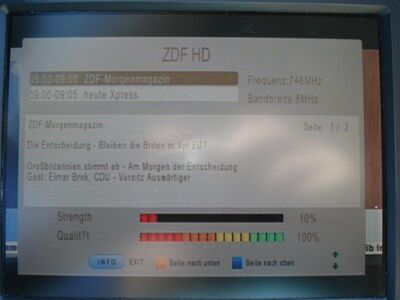 ZDF HD
05:00-09:00 ZDF-Morgenmagazin
Frequenz:746MHz
09:00-09:05 heute Xpress
Bandbreite:8MHz
ZDF-Morgenmagazin
Seite: 1 / 2
Die Entscheidung - Bleiben die Briten in der EU?
Großbritannien stimmt ab - Am Morgen der Entscheidung
Gast: Elmar Brok, CDU - Vorsitz Auswärtiger
Strength 10%
Qualit?t 100%
INFO EXIT Seite nach unten Seite nach oben